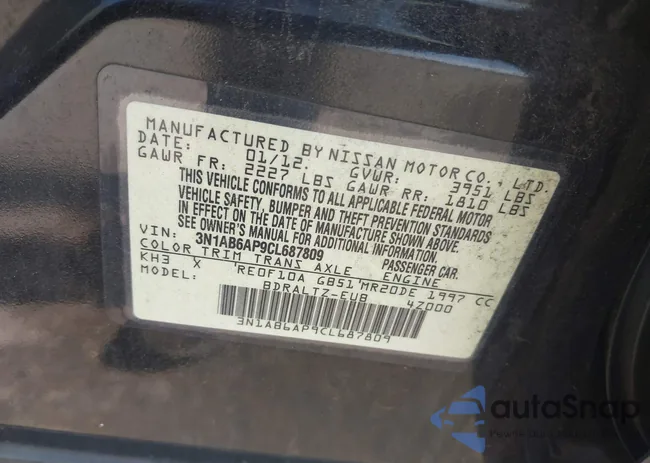 MANUFACTURED BY NISSAN MOTOR CO., LTD.
DATE: 01/12. GVWR: 3951 LBS
GAWR FR: 2227 LBS GAWR RR: 1810 LBS
THIS VEHICLE CONFORMS TO ALL APPLICABLE FEDERAL MOTOR
VEHICLE SAFETY, BUMPER AND THEFT PREVENTION STANDARDS
IN EFFECT ON THE DATE OF MANUFACTURE SHOWN ABOVE.
SEE OWNER'S MANUAL FOR ADDITIONAL INFORMATION.
VIN: 3N1AB6AP9CL687809 PASSENGER CAR.
COLOR TRIM TRANS AXLE ENGINE
KH3 X RE0F10A GB51 MR20DE 1997 CC
MODEL: BDRALTZ-EUB 4Z000
3N1AB6AP9CL687809
autoSnap